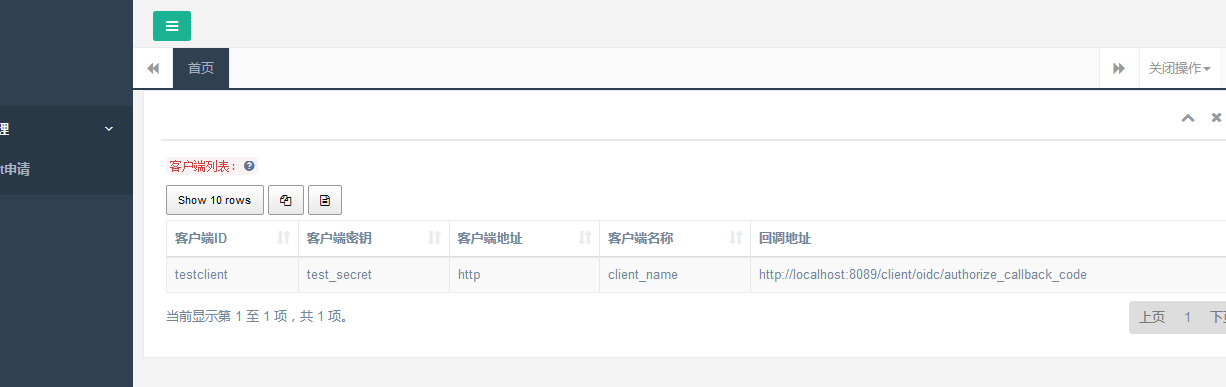 首页
关闭操作
理
t申请
客户端列表：
Show 10 rows
客户端ID 客户端密钥 客户端地址 客户端名称 回调地址
testclient test_secret http client_name http://localhost:8089/client/oidc/authorize_callback_code
当前显示第 1 至 1 项，共 1 项。
上页 1 下